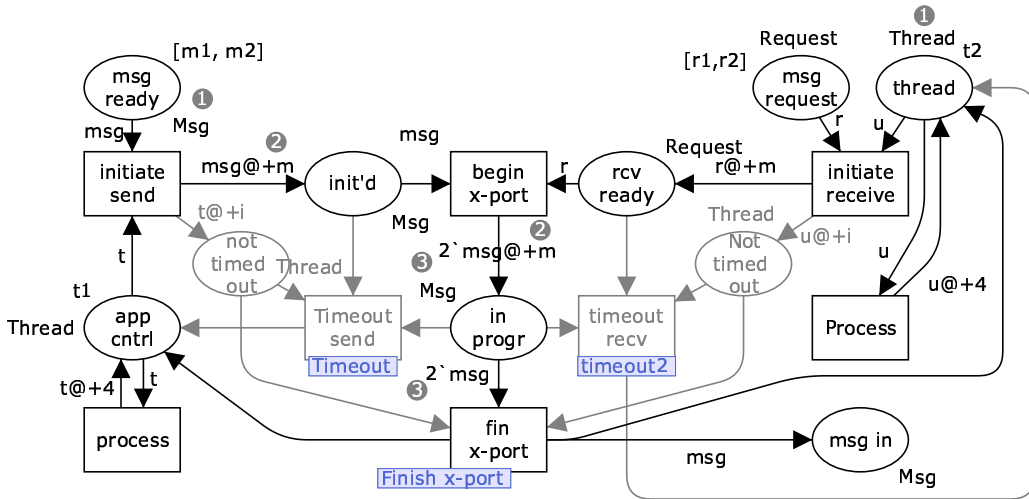 1
Request
Thread
t2
[m1, m2]
[r1,r2]
msg
ready
msg
request
thread
1
Msg
msg
r
u
2
msg
Request
initiate
send
msg@+m
init'd
begin
x-port
r
rcv
ready
r@+m
initiate
receive
t@+i
Msg
Thread
2
u@+i
not
timed
out
2`msg@+m
Not
timed
out
t
Thread
3
u
t1
Msg
u@+4
Thread
app
cntrl
Timeout
send
in
progr
timeout
recv
Process
Timeout
timeout2
t@+4
t
2`msg
3
process
fin
x-port
msg in
msg
Finish x-port
Msg